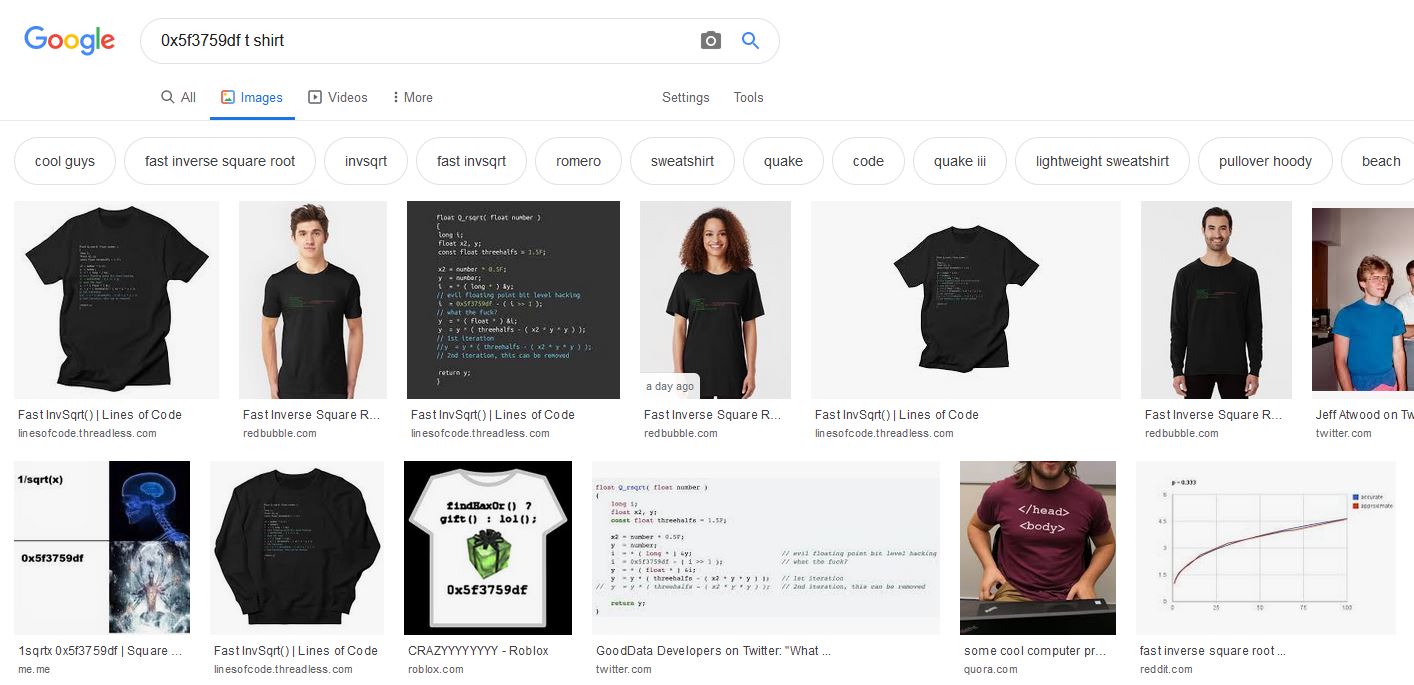 Google
0x5f3759df t shirt
All Images Videos More Settings Tools
cool guys fast inverse square root invsqrt fast invsqrt romero sweatshirt quake code quake iii lightweight sweatshirt pullover hoody beach
float Q_rsqrt( float number )
{
long i;
float x2, y;
const float threehalfs = 1.5F;
x2 = number * 0.5F;
y = number;
i = * ( long * ) &y;
// evil floating point bit level hacking
i = 0x5f3759df - ( i >> 1 );
// what the fuck?
y = * ( float * ) &i;
y = y * ( threehalfs - ( x2 * y * y ) );
// 1st iteration
//y = y * ( threehalfs - ( x2 * y * y ) );
// 2nd iteration, this can be removed
return y;
}
a day ago
Fast InvSqrt() | Lines of Code
linesofcode.threadless.com
Fast Inverse Square R...
redbubble.com
Fast InvSqrt() | Lines of Code
linesofcode.threadless.com
Fast Inverse Square R...
redbubble.com
Fast InvSqrt() | Lines of Code
linesofcode.threadless.com
Fast Inverse Square R...
redbubble.com
Jeff Atwood on Tw
twitter.com
1/sqrt(x)
0x5f3759df
findHaxOr() ?
gift() : lol();
0x5f3759df
float Q_rsqrt( float number )
{
long i;
float x2, y;
const float threehalfs = 1.5F;
x2 = number * 0.5F;
y = number;
i = * ( long * ) &y; // evil floating point bit level hacking
i = 0x5f3759df - ( i >> 1 ); // what the fuck?
y = * ( float * ) &i;
y = y * ( threehalfs - ( x2 * y * y ) ); // 1st iteration
// y = y * ( threehalfs - ( x2 * y * y ) ); // 2nd iteration, this can be removed
return y;
}
</head>
<body>
p = 0.333
accurate
approximate
6
4.5
3
1.5
0
0 25 50 75 100
1sqrtx 0x5f3759df | Square ...
me.me
Fast InvSqrt() | Lines of Code
linesofcode.threadless.com
CRAZYYYYYYYY - Roblox
roblox.com
GoodData Developers on Twitter: "What ...
twitter.com
some cool computer pr...
quora.com
fast inverse square root ...
reddit.com